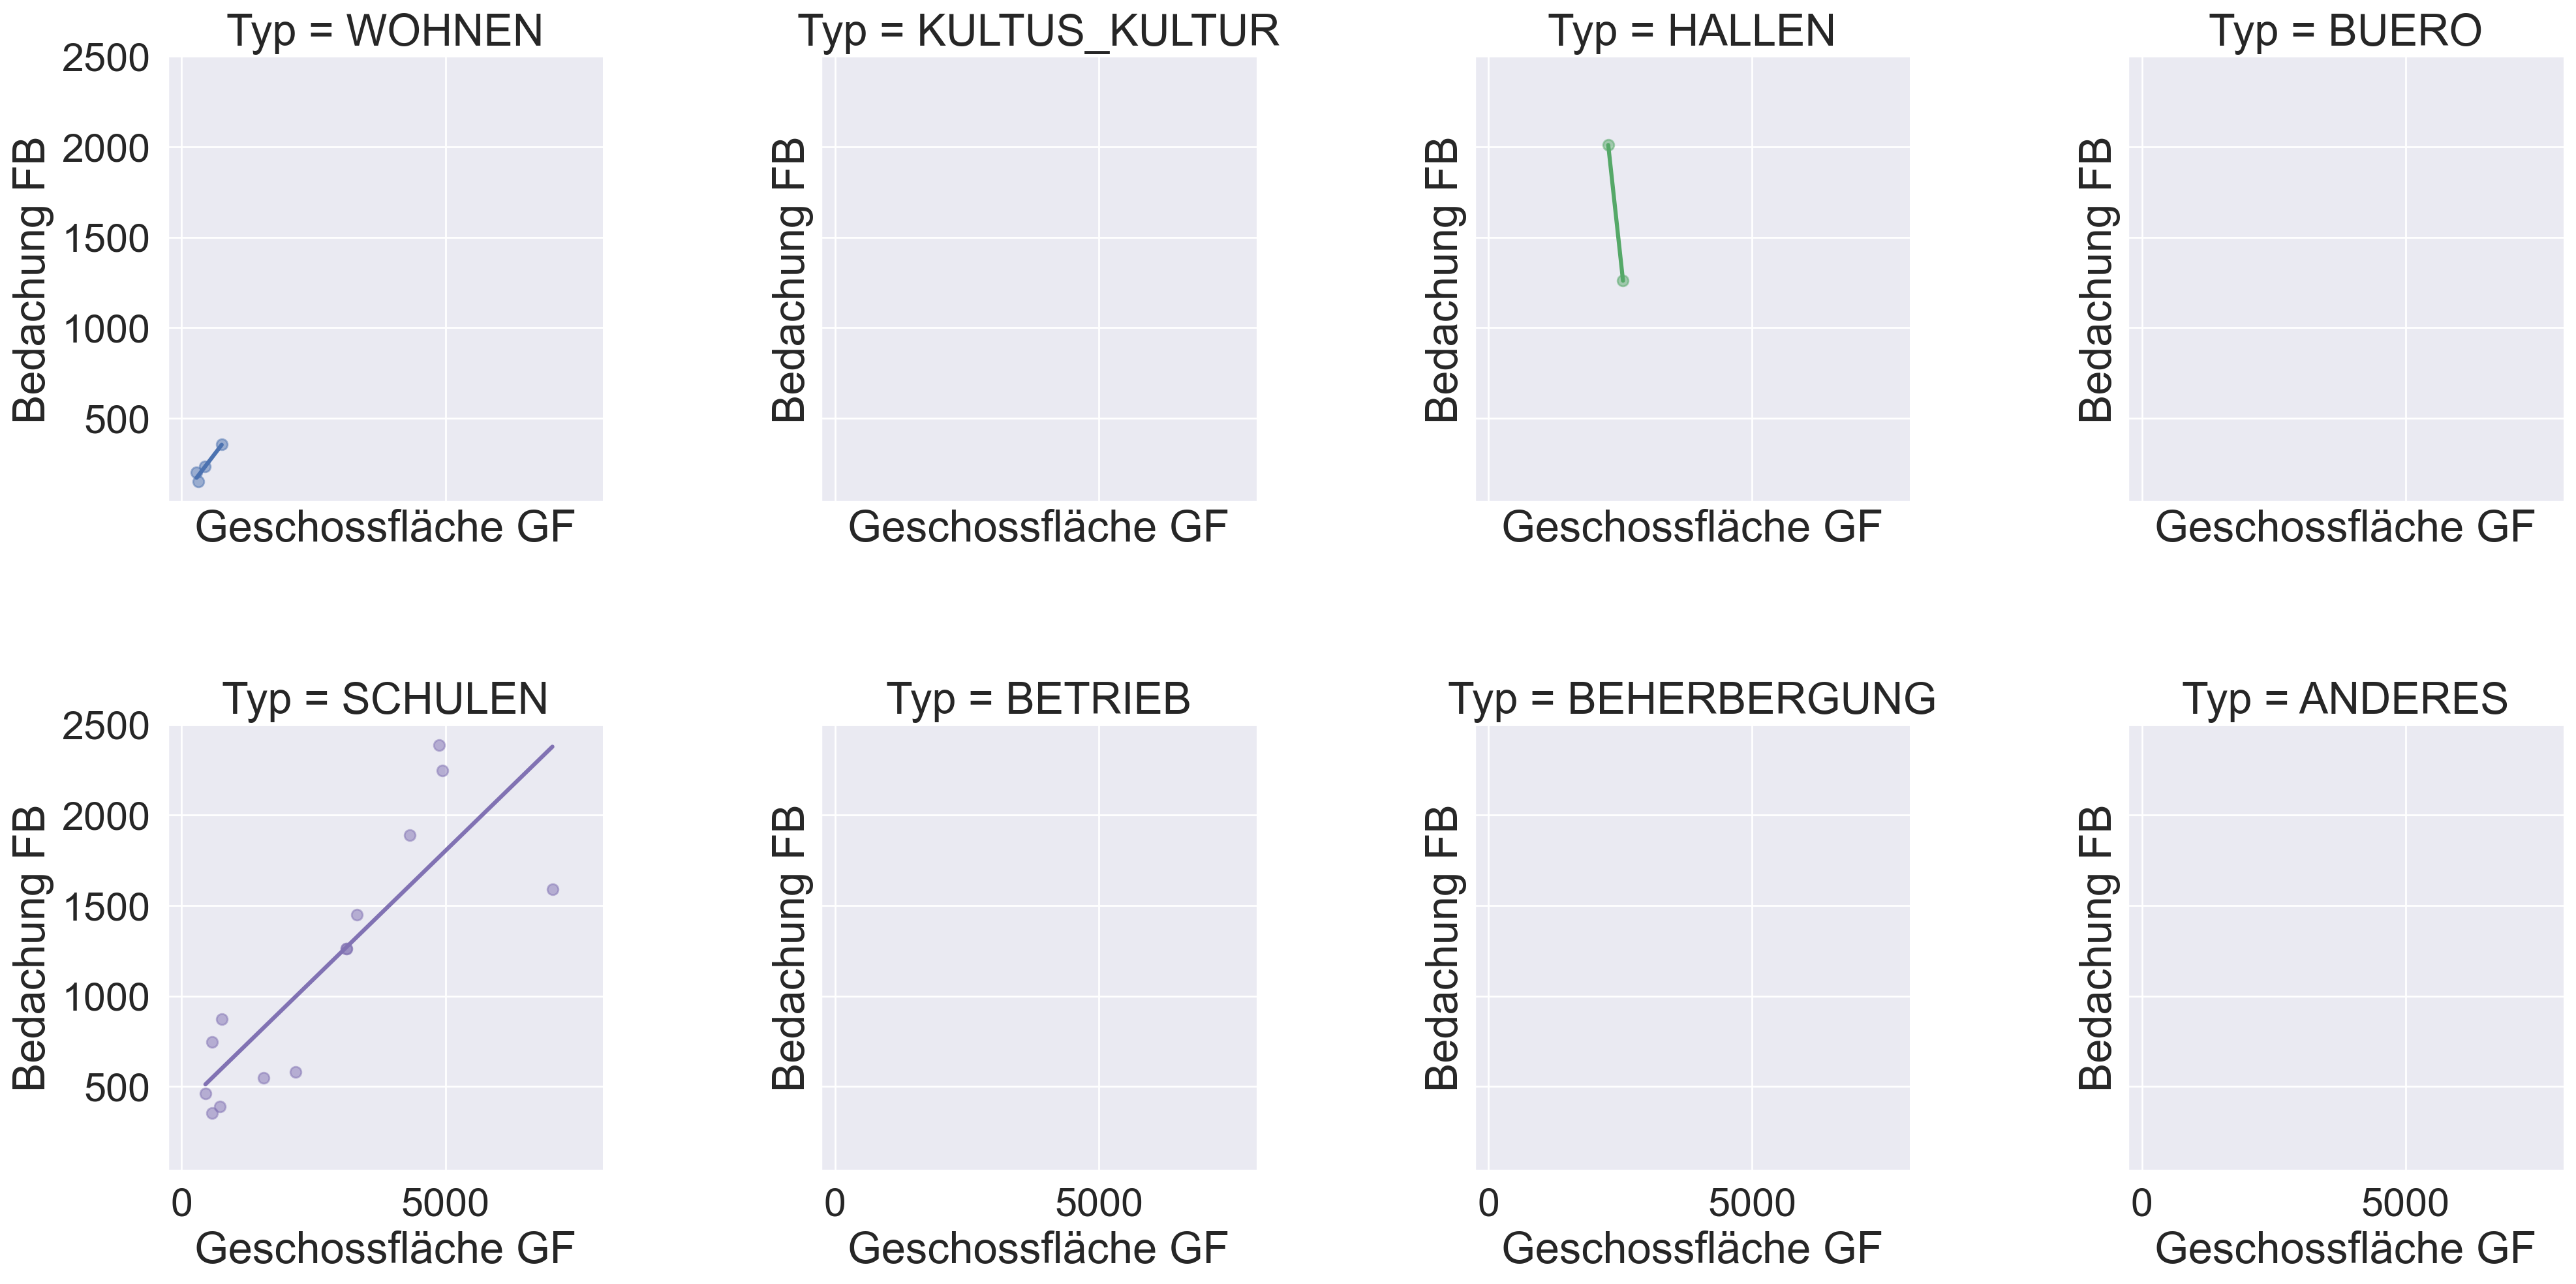 Typ = WOHNEN
Typ = KULTUS_KULTUR
Typ = HALLEN
Typ = BUERO
2500
2000
1500
1000
500
Bedachung FB
Bedachung FB
Bedachung FB
Bedachung FB
Geschossfläche GF
Geschossfläche GF
Geschossfläche GF
Geschossfläche GF
Typ = SCHULEN
Typ = BETRIEB
Typ = BEHERBERGUNG
Typ = ANDERES
2500
2000
1500
1000
500
Bedachung FB
Bedachung FB
Bedachung FB
Bedachung FB
0 5000
0 5000
0 5000
0 5000
Geschossfläche GF
Geschossfläche GF
Geschossfläche GF
Geschossfläche GF